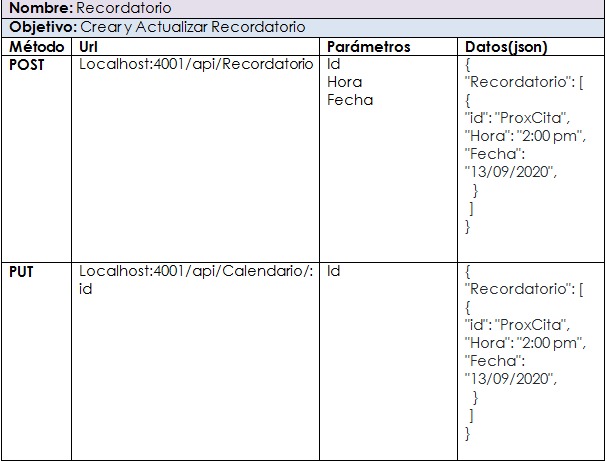 Nombre: Recordatorio
Objetivo: Crear y Actualizar Recordatorio
Método Url Parámetros Datos(json)
POST Localhost:4001/api/Recordatorio Id {
Hora "Recordatorio": [
Fecha {
"id": "ProxCita",
"Hora": "2:00 pm",
"Fecha":
"13/09/2020",
}
]
}
PUT Localhost:4001/api/Calendario/: Id {
id "Recordatorio": [
{
"id": "ProxCita",
"Hora": "2:00 pm",
"Fecha":
"13/09/2020",
}
]
}